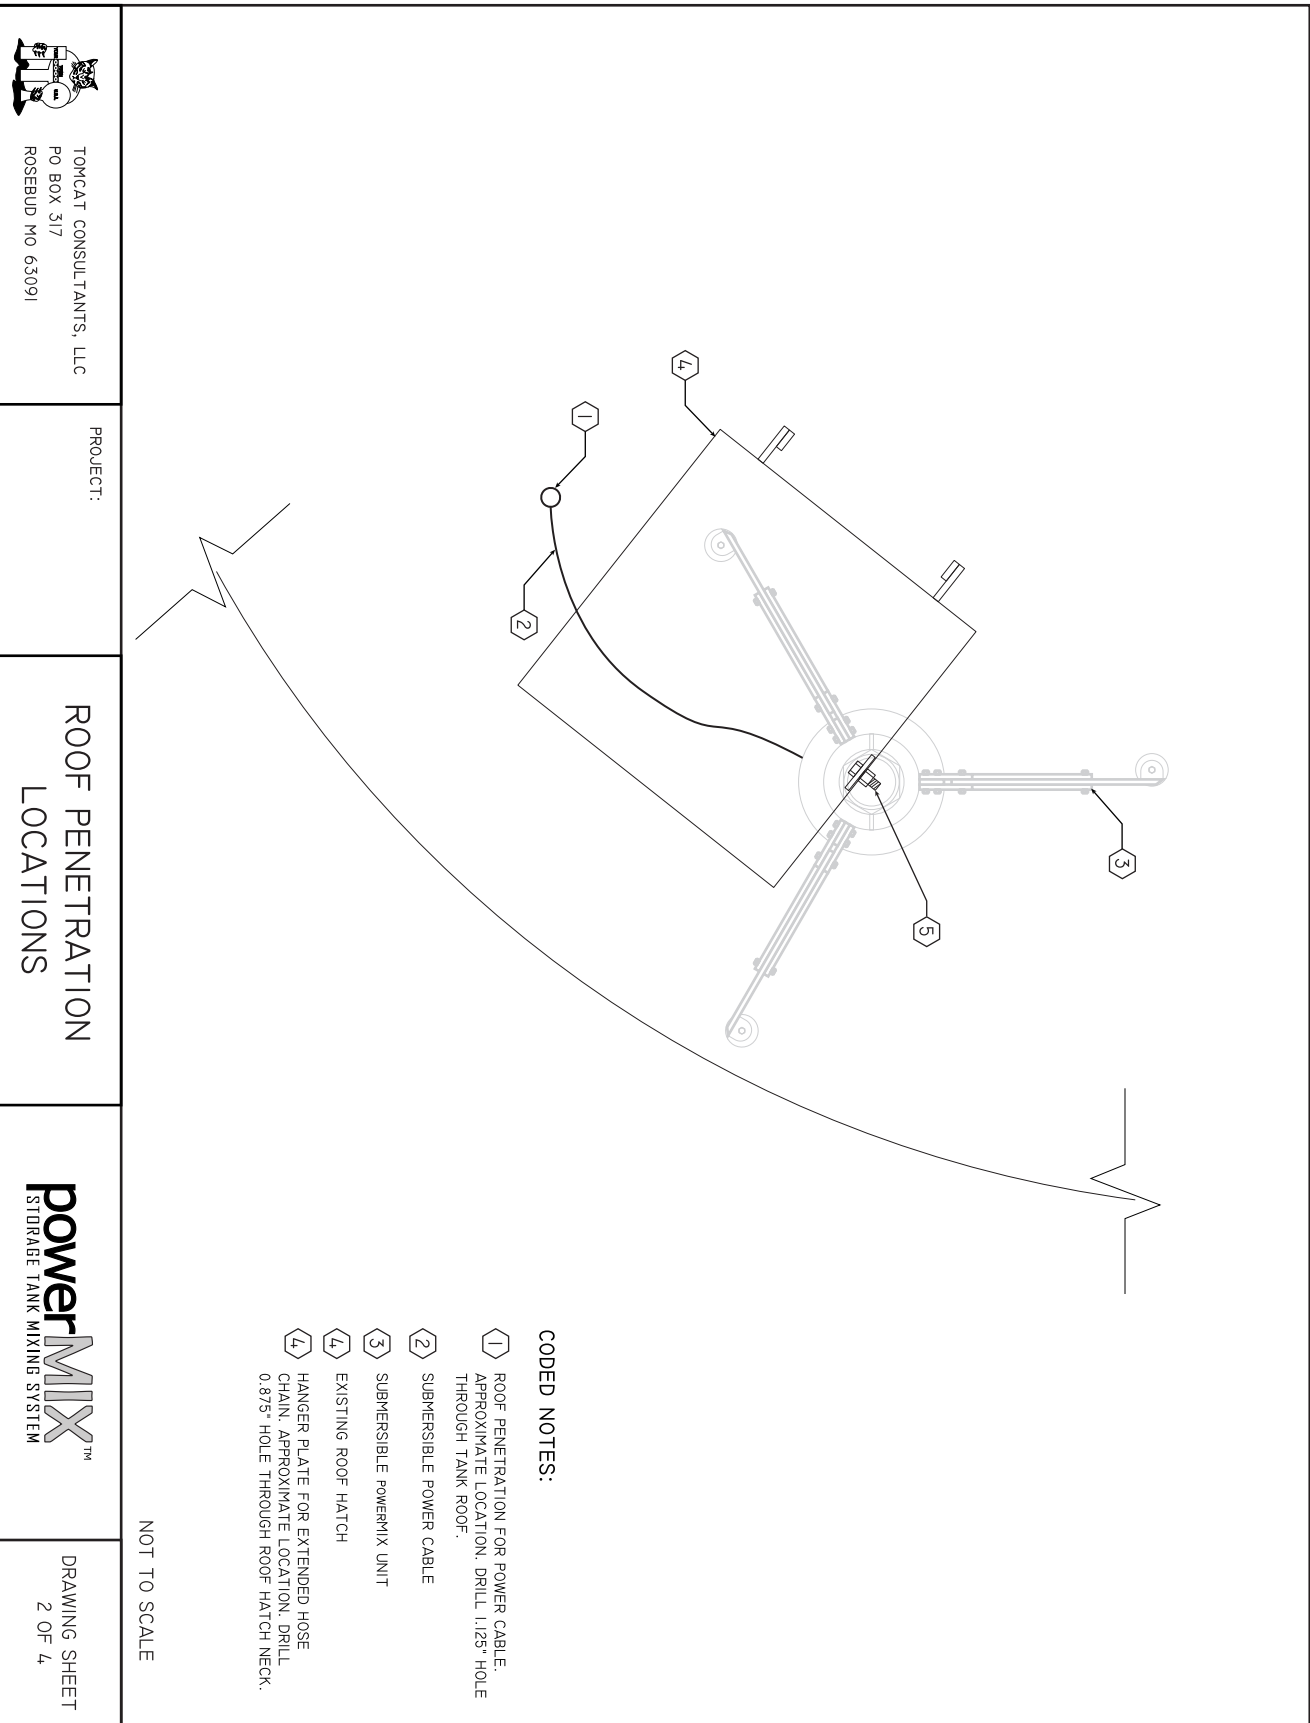 4
1
2
3
5
CODED NOTES:
1 ROOF PENETRATION FOR POWER CABLE.
APPROXIMATE LOCATION. DRILL 1.125" HOLE
THROUGH TANK ROOF.
2 SUBMERSIBLE POWER CABLE
3 SUBMERSIBLE POWERMIX UNIT
4 EXISTING ROOF HATCH
4 HANGER PLATE FOR EXTENDED HOSE
CHAIN. APPROXIMATE LOCATION. DRILL
0.875" HOLE THROUGH ROOF HATCH NECK.
NOT TO SCALE
TOMCAT CONSULTANTS, LLC
PO BOX 317
ROSEBUD MO 63091
PROJECT:
ROOF PENETRATION
LOCATIONS
powerMIX™
STORAGE TANK MIXING SYSTEM
DRAWING SHEET
2 OF 4